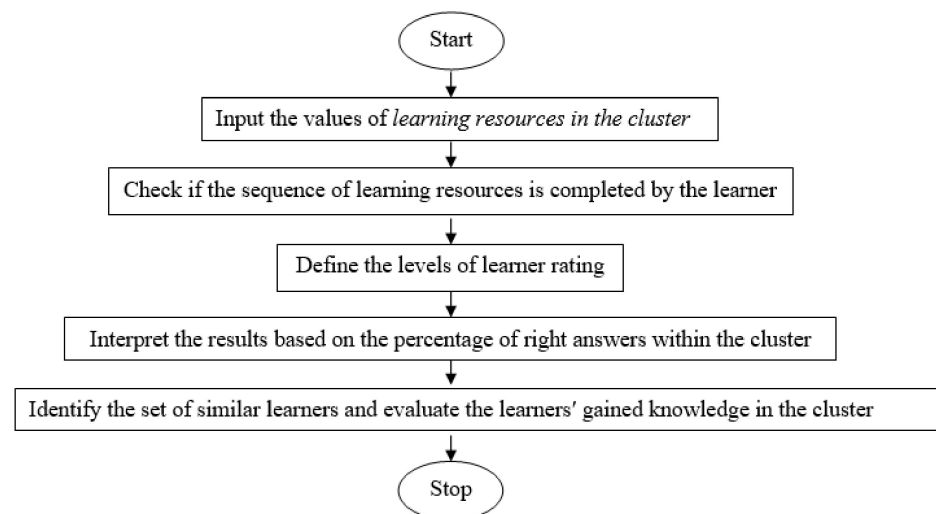 Start
Input the values of learning resources in the cluster
Check if the sequence of learning resources is completed by the learner
Define the levels of learner rating
Interpret the results based on the percentage of right answers within the cluster
Identify the set of similar learners and evaluate the learners' gained knowledge in the cluster
Stop